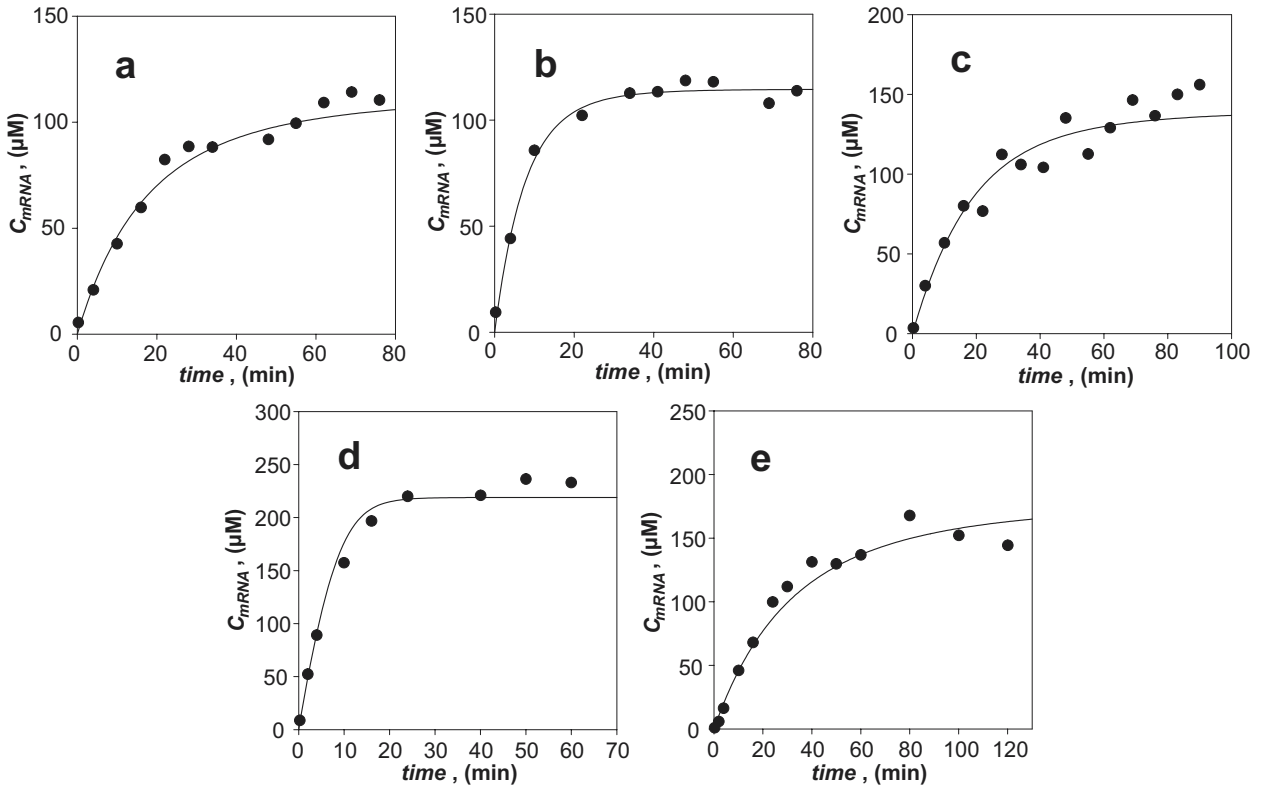 a
150
100
50
0
C_mRNA , (µM)
0 20 40 60 80
time , (min)
b
150
100
50
0
C_mRNA , (µM)
0 20 40 60 80
time , (min)
c
200
150
100
50
0
C_mRNA , (µM)
0 20 40 60 80 100
time , (min)
d
300
250
200
150
100
50
0
C_mRNA , (µM)
0 10 20 30 40 50 60 70
time , (min)
e
250
200
150
100
50
0
C_mRNA , (µM)
0 20 40 60 80 100 120
time , (min)